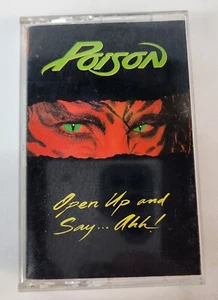 POISON
Open Up and
Say... Ahh!